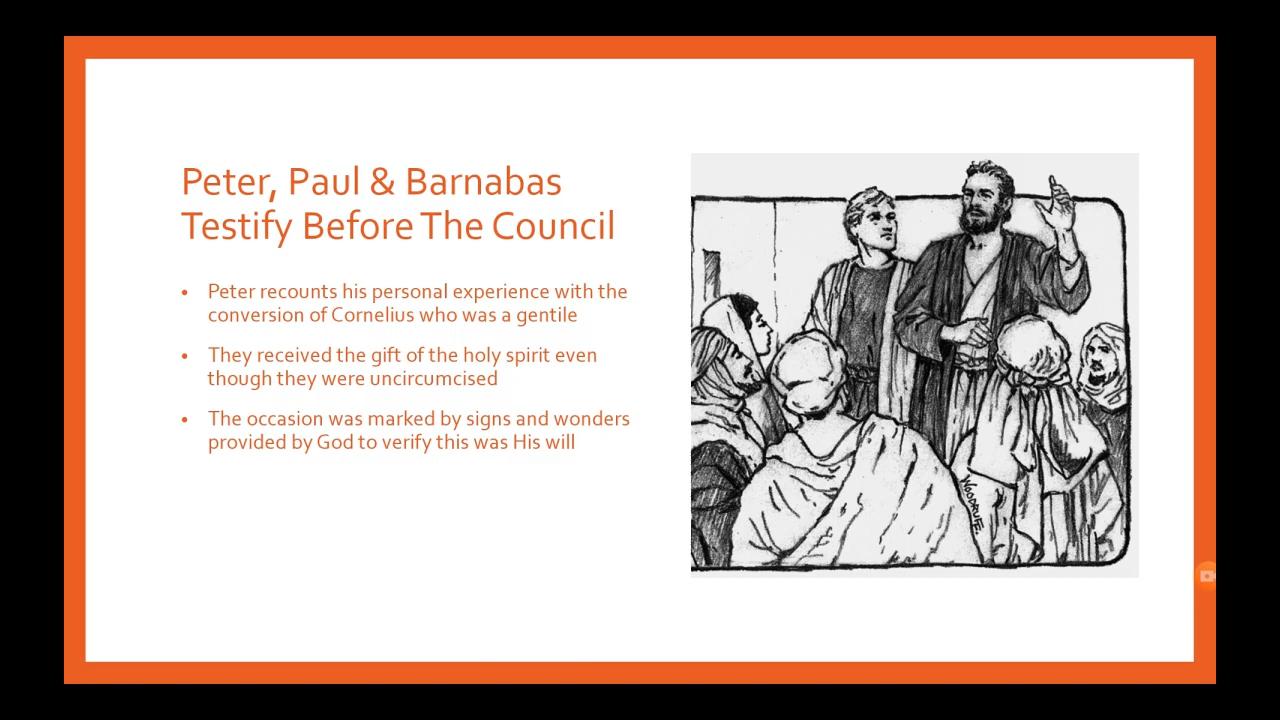 Peter, Paul & Barnabas
Testify Before The Council
• Peter recounts his personal experience with the
conversion of Cornelius who was a gentile
• They received the gift of the holy spirit even
though they were uncircumcised
• The occasion was marked by signs and wonders
provided by God to verify this was His will
WOODRUFF.